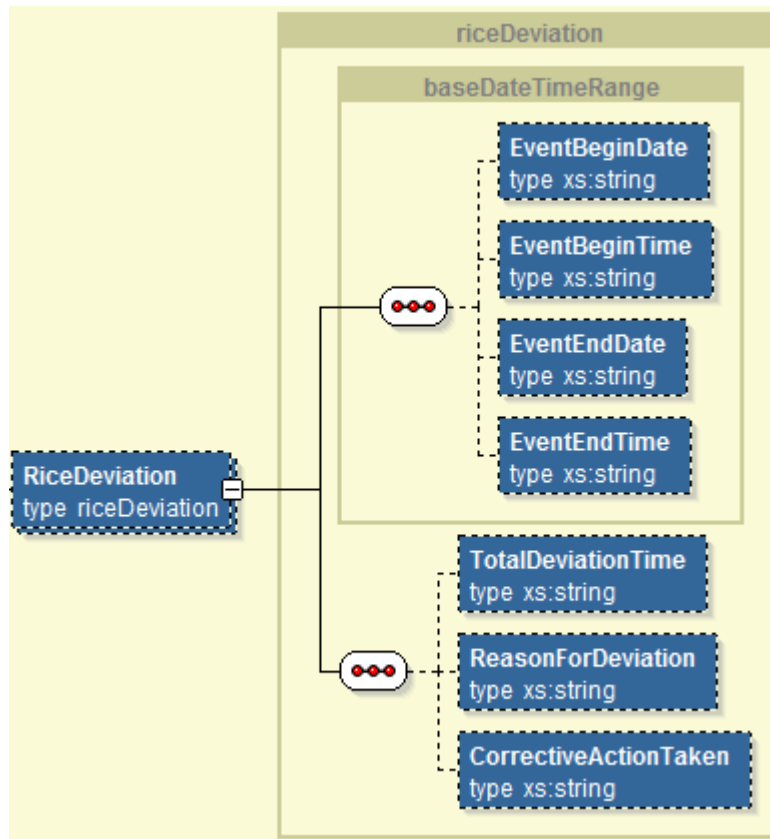 riceDeviation
baseDateTimeRange
EventBeginDate
type xs:string
EventBeginTime
type xs:string
EventEndDate
type xs:string
EventEndTime
type xs:string
RiceDeviation
type riceDeviation
TotalDeviationTime
type xs:string
ReasonForDeviation
type xs:string
CorrectiveActionTaken
type xs:string